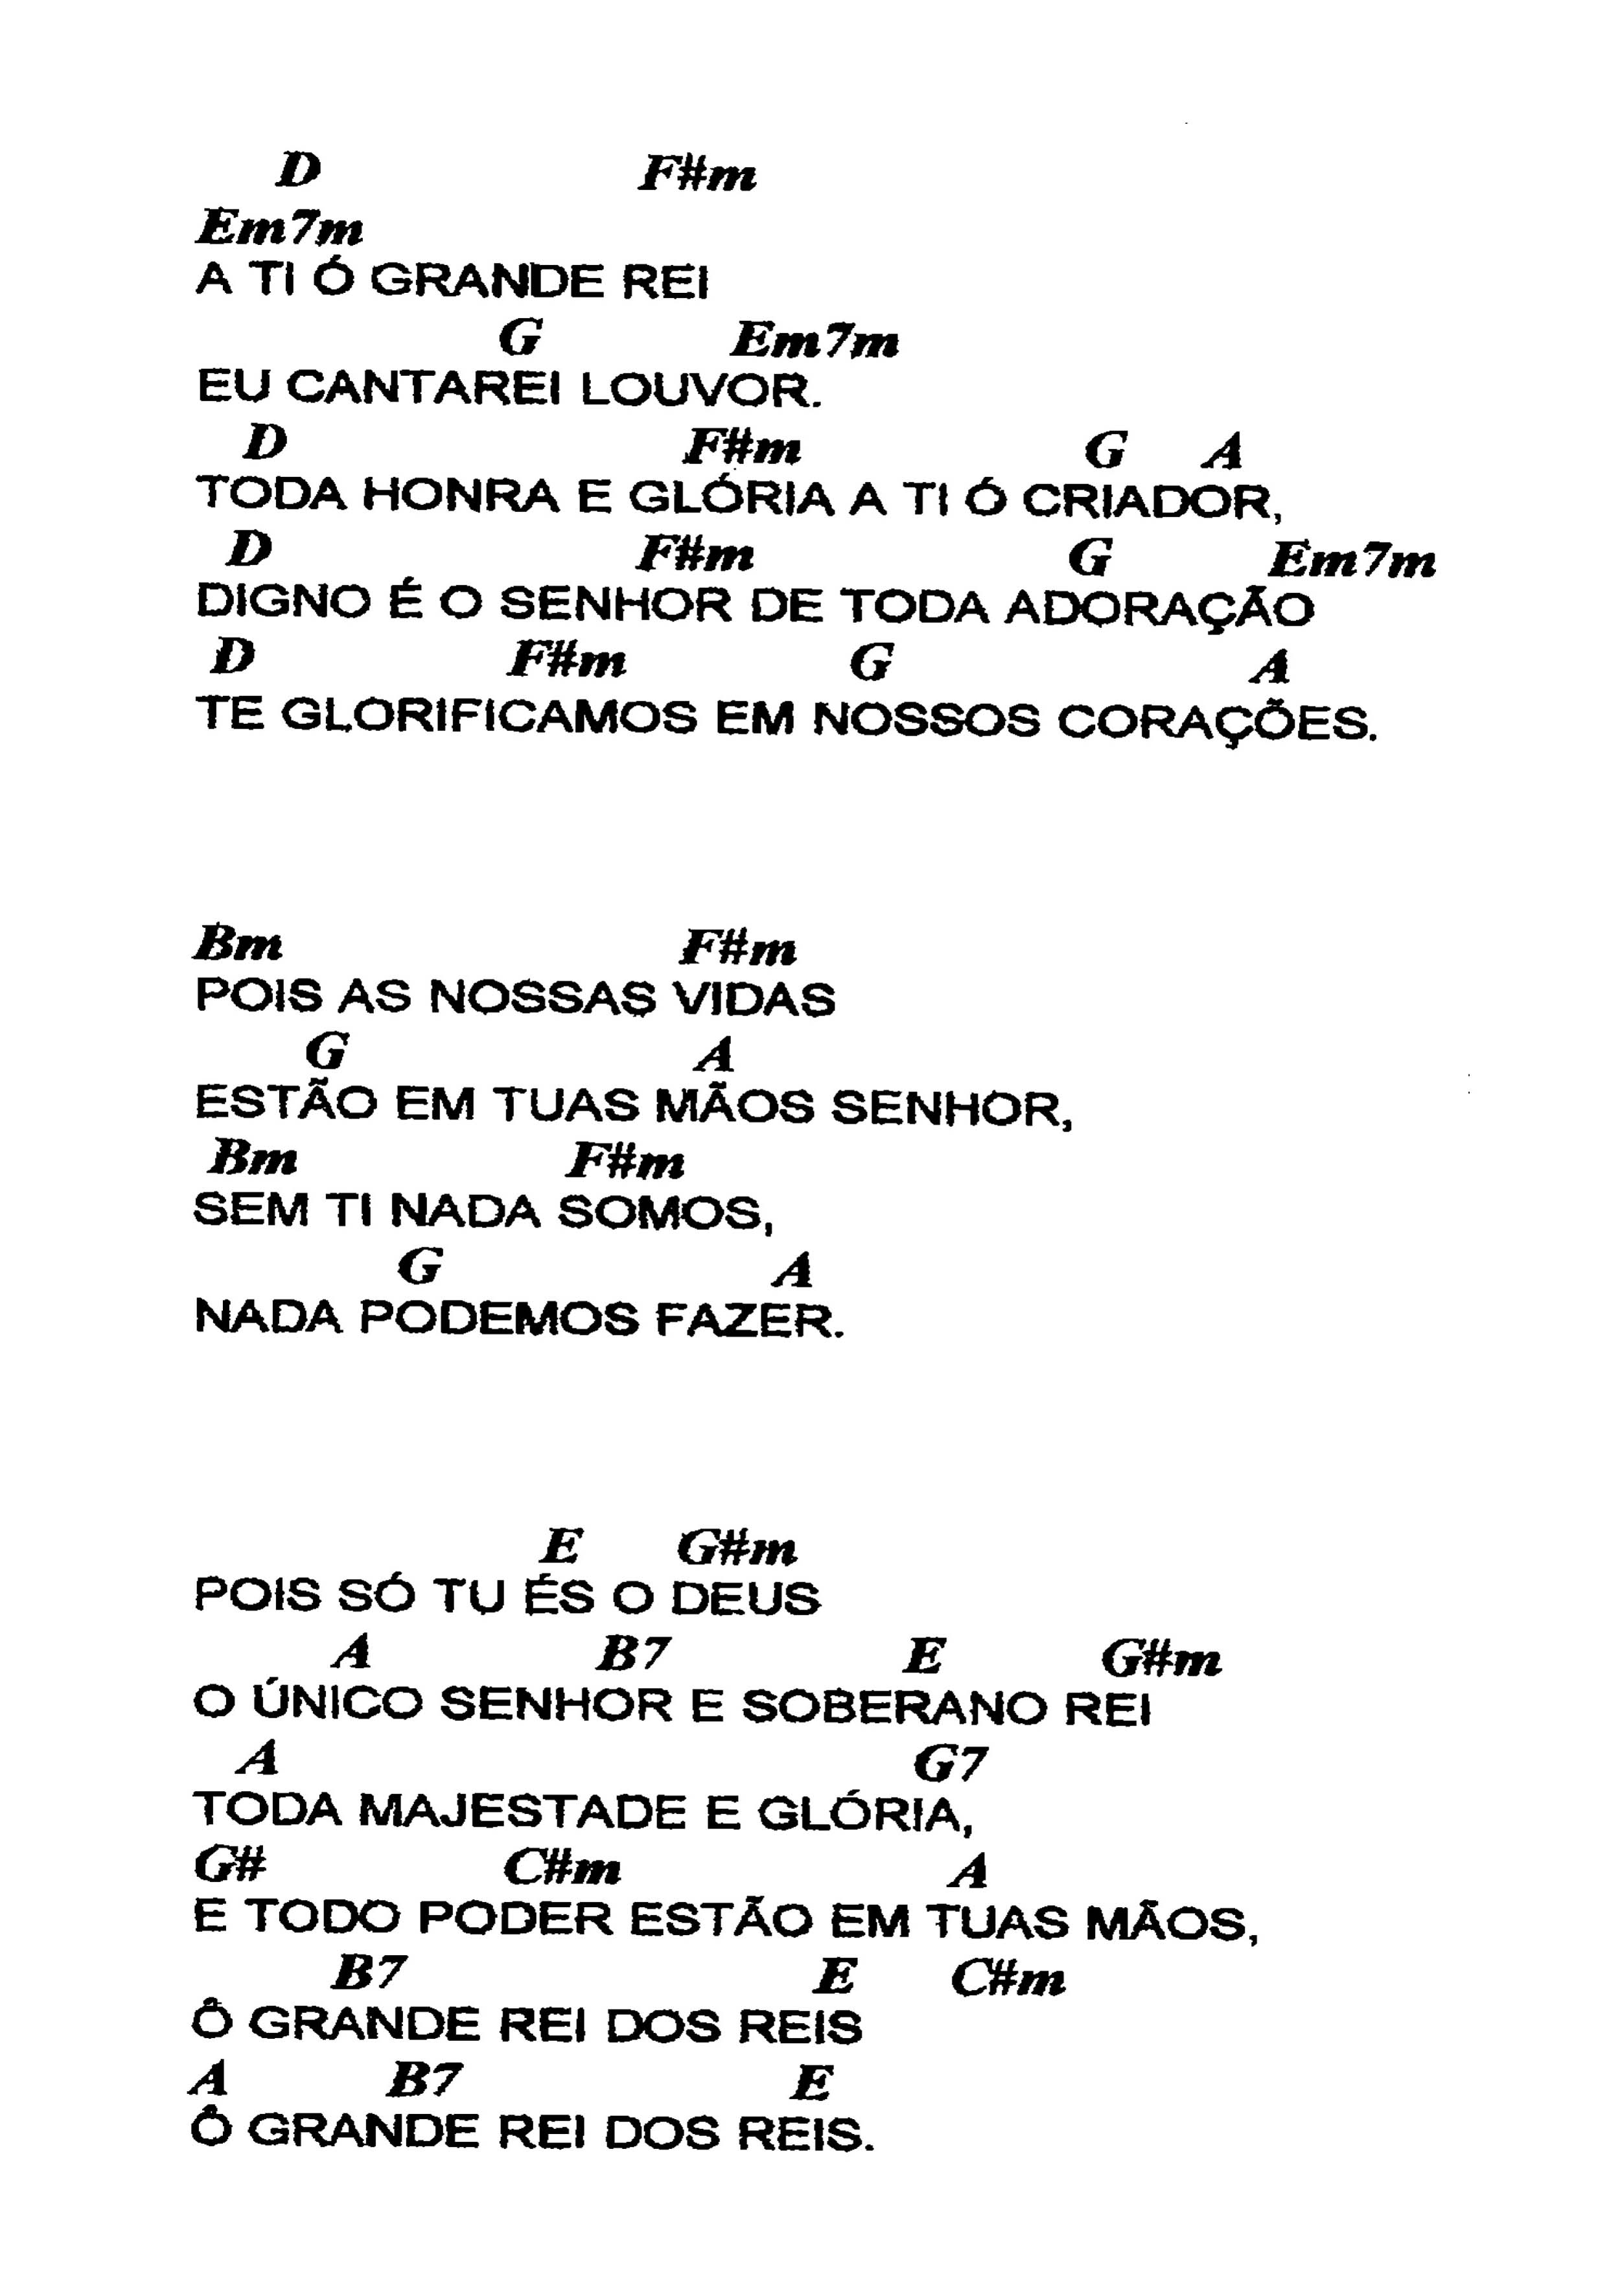 D F#m
Em7m
A TI Ó GRANDE REI
G Em7m
EU CANTAREI LOUVOR.
D F#m G A
TODA HONRA E GLÓRIA A TI Ó CRIADOR,
D F#m G Em7m
DIGNO É O SENHOR DE TODA ADORAÇÃO
D F#m G A
TE GLORIFICAMOS EM NOSSOS CORAÇÕES.
Bm F#m
POIS AS NOSSAS VIDAS
G A
ESTÃO EM TUAS MÃOS SENHOR,
Bm F#m
SEM TI NADA SOMOS,
G A
NADA PODEMOS FAZER.
E G#m
POIS SÓ TU ÉS O DEUS
A B7 E G#m
O ÚNICO SENHOR E SOBERANO REI
A G7
TODA MAJESTADE E GLÓRIA,
G# C#m A
E TODO PODER ESTÃO EM TUAS MÃOS,
B7 E C#m
Ô GRANDE REI DOS REIS
A B7 E
Ô GRANDE REI DOS REIS.